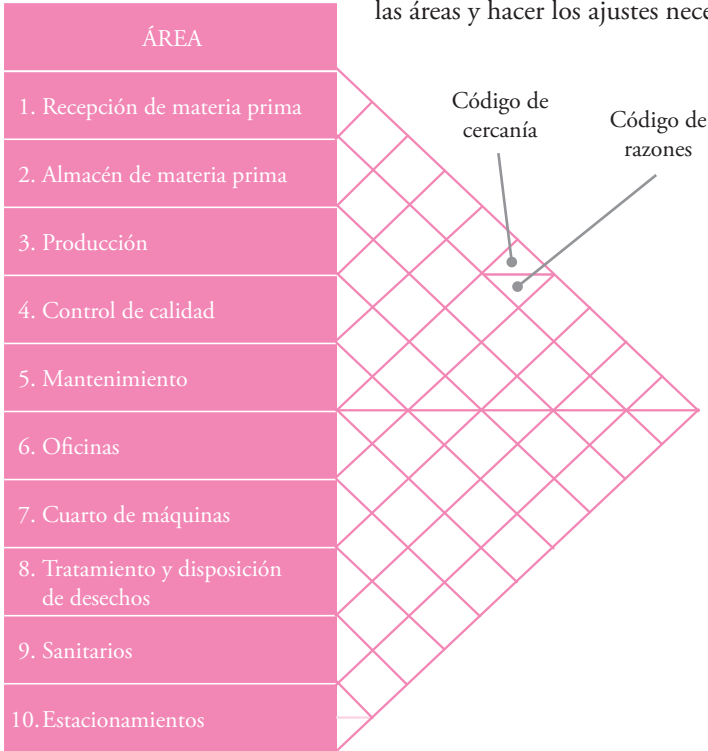 las áreas y hacer los ajustes nece
ÁREA
Código de
cercanía
Código de
razones
1. Recepción de materia prima
2. Almacén de materia prima
3. Producción
4. Control de calidad
5. Mantenimiento
6. Oficinas
7. Cuarto de máquinas
8. Tratamiento y disposición
de desechos
9. Sanitarios
10. Estacionamientos